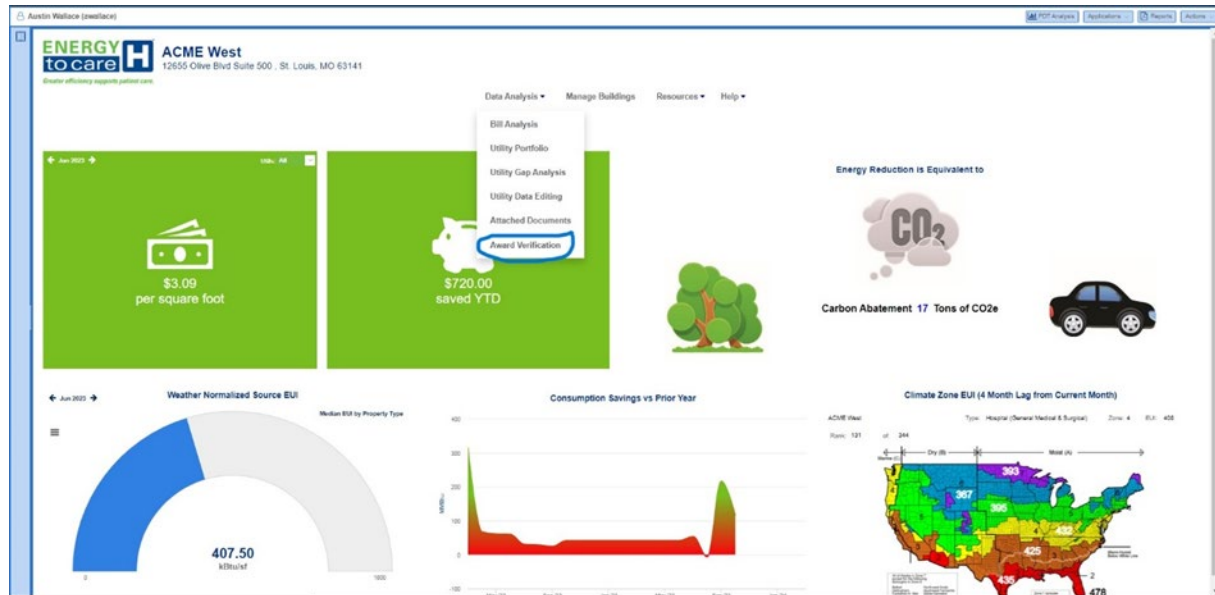 Austin Wallace (zwallace)
PDT Analysis Applications Reports Actions
ENERGY
to care H
Greater efficiency supports patient care.
ACME West
12655 Olive Blvd Suite 500 , St. Louis, MO 63141
Data Analysis Manage Buildings Resources Help
Bill Analysis
Utility Portfolio
Utility Gap Analysis
Utility Data Editing
Attached Documents
Award Verification
Jun 2023
All
$3.09
per square foot
$720.00
saved YTD
Energy Reduction is Equivalent to
CO2
Carbon Abatement 17 Tons of CO2e
Jun 2023
Weather Normalized Source EUI
Median EUI by Property Type
407.50
kBtu/sf
0
1000
Consumption Savings vs Prior Year
400
300
200
100
0
-100
Climate Zone EUI (4 Month Lag from Current Month)
ACME West Type: Hospital (General Medical & Surgical) Zone: 4 EUI: 408
Rank: 131 of 244
Marine (C) Dry (B) Moist (A)
393
367
395
432
425
435
478
2